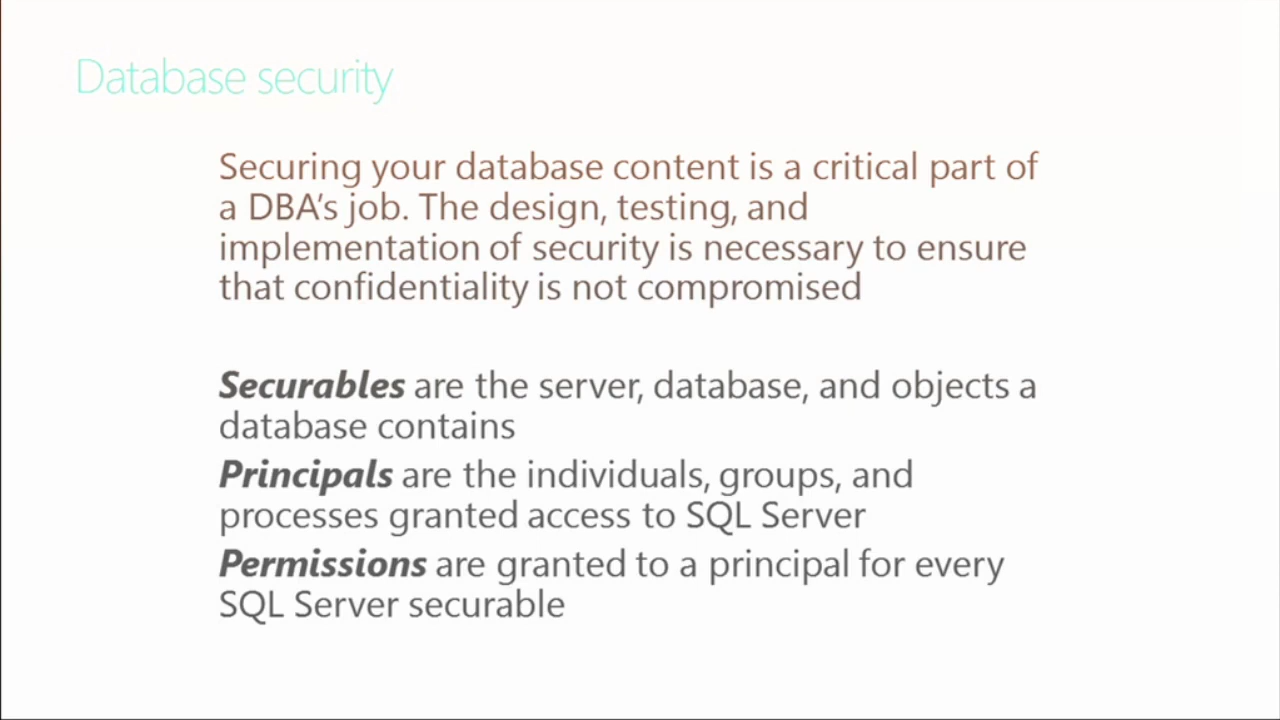 Database security
Securing your database content is a critical part of
a DBA’s job. The design, testing, and
implementation of security is necessary to ensure
that confidentiality is not compromised
Securables are the server, database, and objects a
database contains
Principals are the individuals, groups, and
processes granted access to SQL Server
Permissions are granted to a principal for every
SQL Server securable